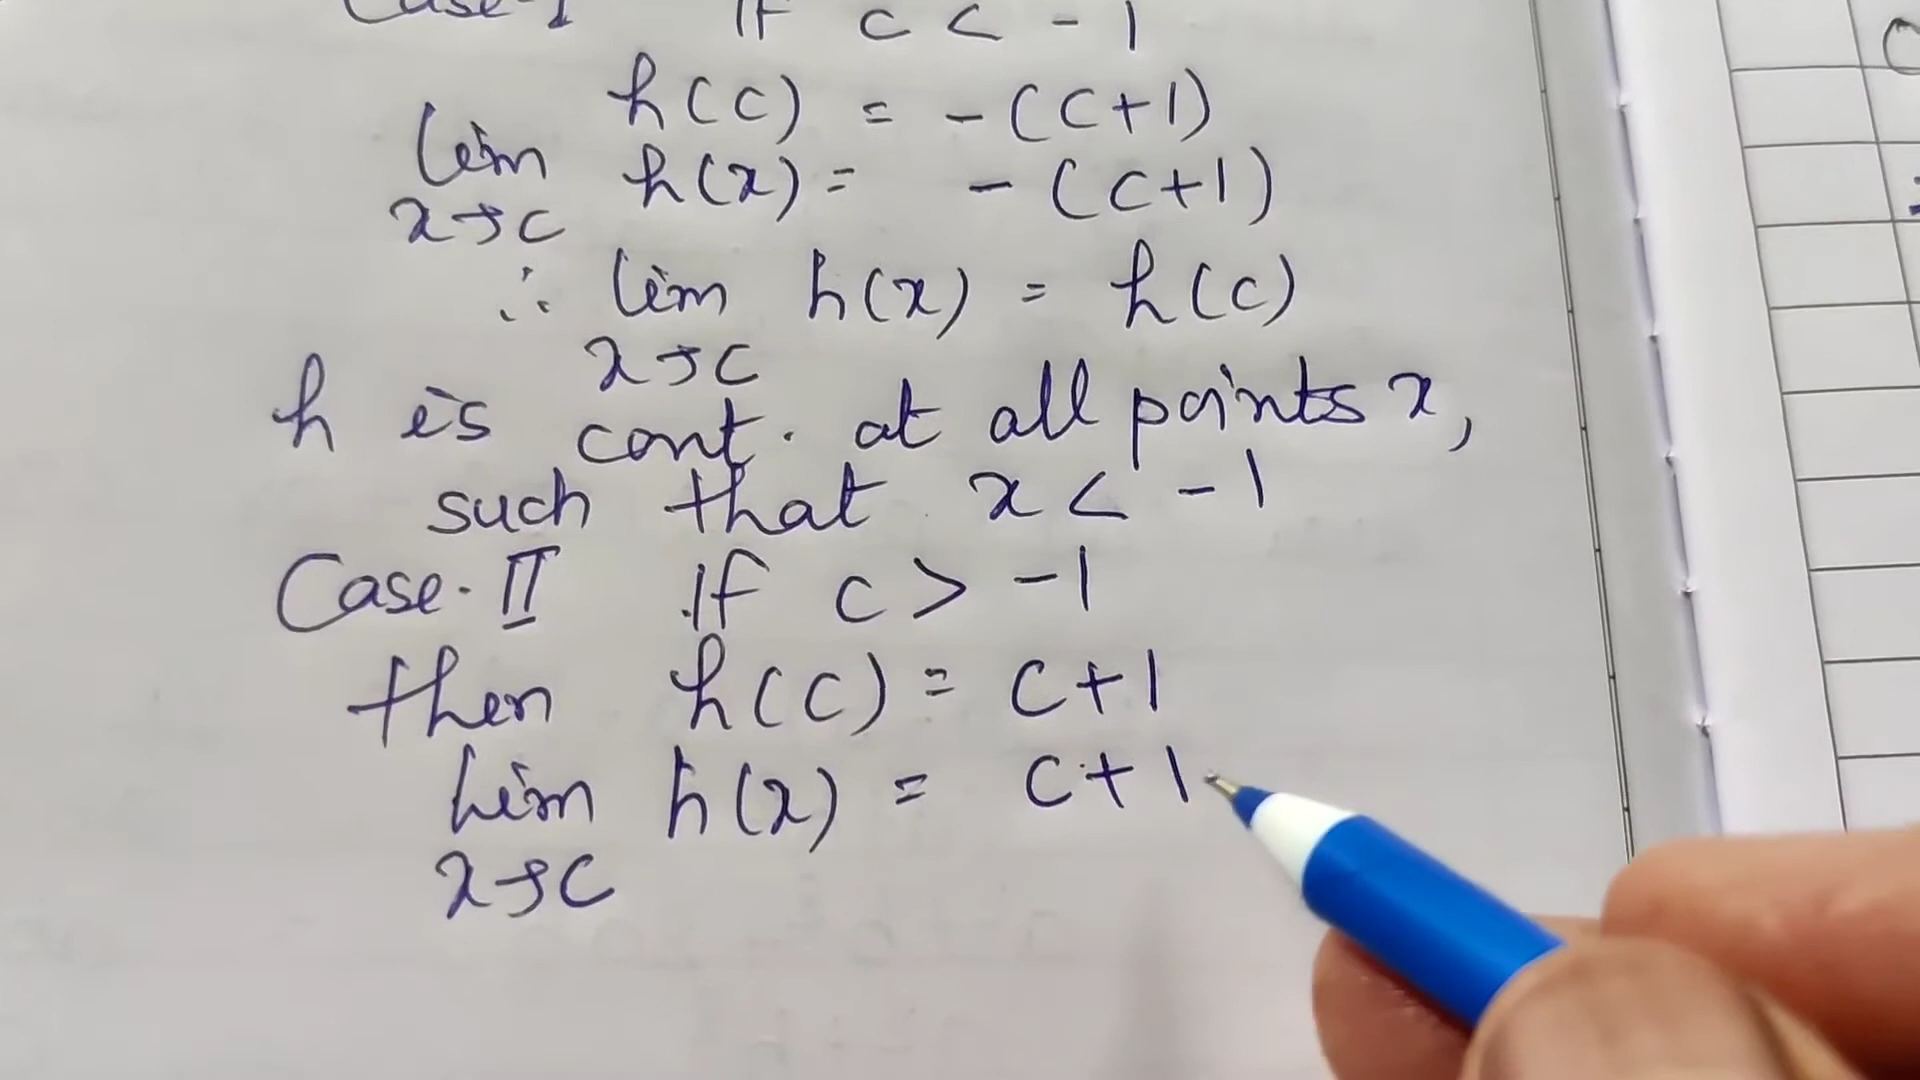 Case-I If c < -1
h(c) = -(c+1)
lim h(x) = -(c+1)
x→c
∴ lim h(x) = h(c)
x→c
h is cont. at all points x,
such that x < -1
Case-II If c > -1
then h(c) = c+1
lim h(x) = c+1
x→c